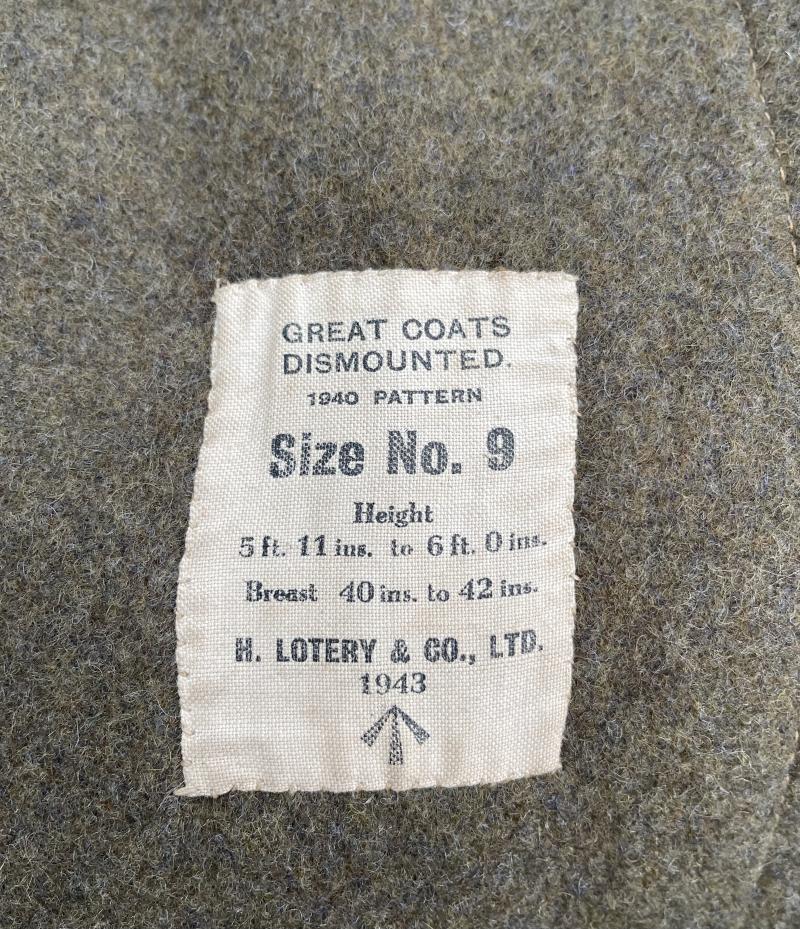 GREAT COATS
DISMOUNTED.
1940 PATTERN
Size No. 9
Height
5 ft. 11 ins. to 6 ft. 0 ins.
Breast 40 ins. to 42 ins.
H. LOTERY & CO., LTD.
1943